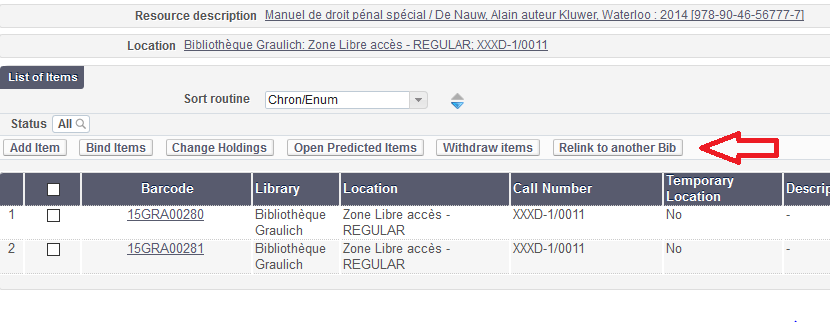 Resource description Manuel de droit pénal spécial / De Nauw, Alain auteur Kluwer, Waterloo : 2014 [978-90-46-56777-7]
Location Bibliothèque Graulich: Zone Libre accès - REGULAR; XXXD-1/0011
List of Items
Sort routine Chron/Enum
Status All
Add Item Bind Items Change Holdings Open Predicted Items Withdraw items Relink to another Bib
Barcode Library Location Call Number Temporary Location Descrip
1 15GRA00280 Bibliothèque Graulich Zone Libre accès - REGULAR XXXD-1/0011 No -
2 15GRA00281 Bibliothèque Graulich Zone Libre accès - REGULAR XXXD-1/0011 No -